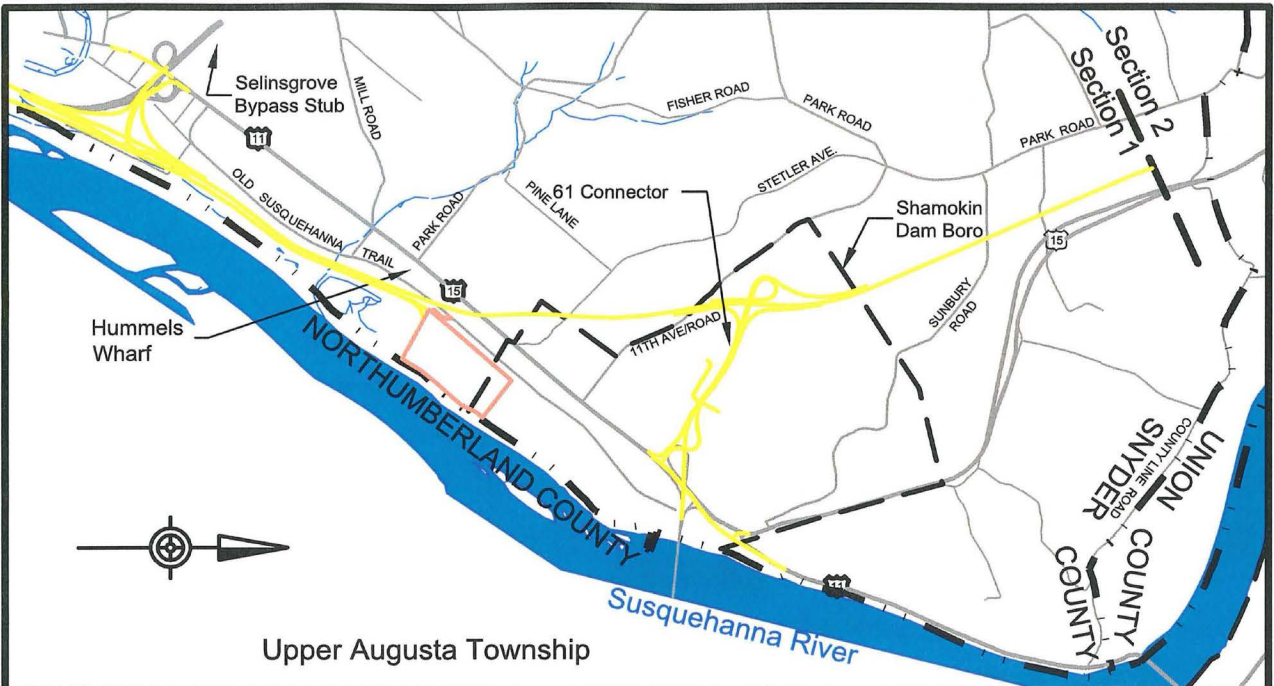 Selinsgrove
Bypass Stub
11
MILL ROAD
FISHER ROAD
PARK ROAD
PARK ROAD
Section 2
Section 1
OLD SUSQUEHANNA TRAIL
PARK ROAD
PINE LANE
STETLER AVE.
61 Connector
Shamokin
Dam Boro
15
15
Hummels
Wharf
11TH AVE/ROAD
SUNBURY
ROAD
NORTHUMBERLAND COUNTY
UNION COUNTY
COUNTY LINE ROAD
SNYDER COUNTY
Susquehanna River
Upper Augusta Township